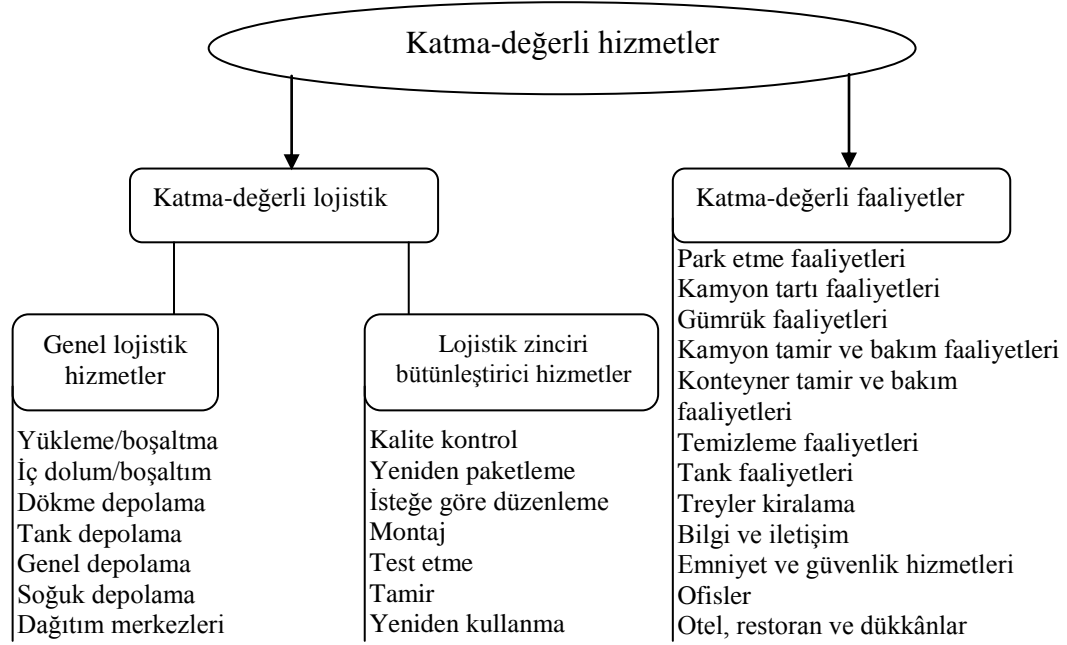 Katma-değerli hizmetler
Katma-değerli lojistik
Katma-değerli faaliyetler
Genel lojistik
hizmetler
Yükleme/boşaltma
İç dolum/boşaltım
Dökme depolama
Tank depolama
Genel depolama
Soğuk depolama
Dağıtım merkezleri
Lojistik zinciri
bütünleştirici hizmetler
Kalite kontrol
Yeniden paketleme
İsteğe göre düzenleme
Montaj
Test etme
Tamir
Yeniden kullanma
Park etme faaliyetleri
Kamyon tartı faaliyetleri
Gümrük faaliyetleri
Kamyon tamir ve bakım faaliyetleri
Konteyner tamir ve bakım
faaliyetleri
Temizleme faaliyetleri
Tank faaliyetleri
Treyler kiralama
Bilgi ve iletişim
Emniyet ve güvenlik hizmetleri
Ofisler
Otel, restoran ve dükkânlar